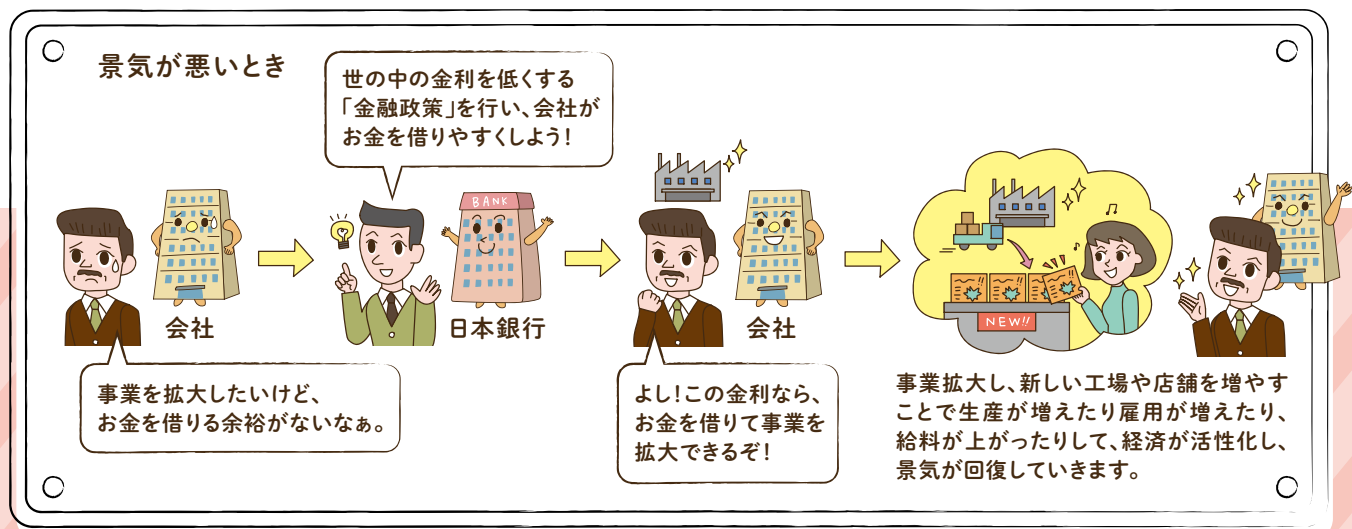 景気が悪いとき
世の中の金利を低くする
「金融政策」を行い、会社が
お金を借りやすくしよう！
会社
事業を拡大したいけど、
お金を借りる余裕がないなぁ。
BANK
日本銀行
会社
よし！この金利なら、
お金を借りて事業を
拡大できるぞ！
NEW!!
事業拡大し、新しい工場や店舗を増やす
ことで生産が増えたり雇用が増えたり、
給料が上がったりして、経済が活性化し、
景気が回復していきます。